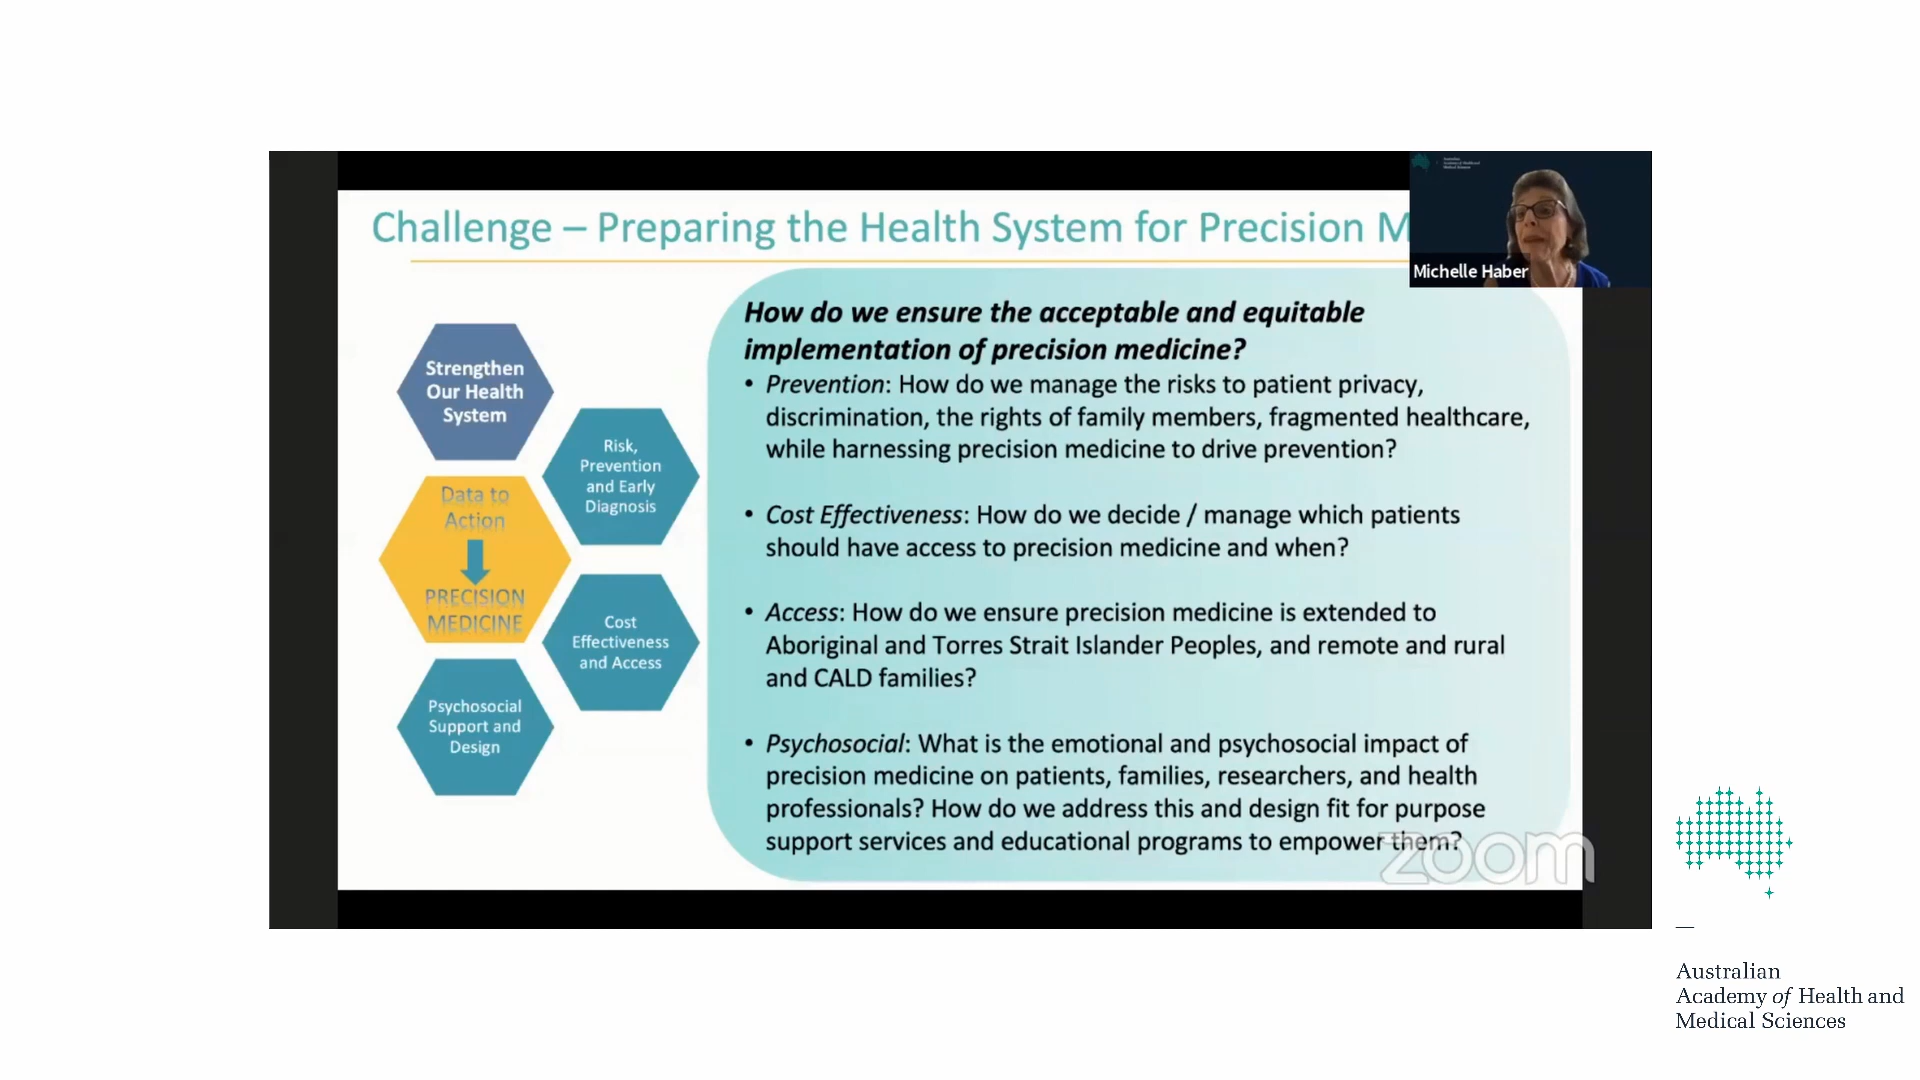 Challenge – Preparing the Health System for Precision M
Michelle Haber
Strengthen
Our Health
System
Risk,
Prevention
and Early
Diagnosis
Data to
Action
PRECISION
MEDICINE
Cost
Effectiveness
and Access
Psychosocial
Support and
Design
How do we ensure the acceptable and equitable
implementation of precision medicine?
• Prevention: How do we manage the risks to patient privacy,
discrimination, the rights of family members, fragmented healthcare,
while harnessing precision medicine to drive prevention?
• Cost Effectiveness: How do we decide / manage which patients
should have access to precision medicine and when?
• Access: How do we ensure precision medicine is extended to
Aboriginal and Torres Strait Islander Peoples, and remote and rural
and CALD families?
• Psychosocial: What is the emotional and psychosocial impact of
precision medicine on patients, families, researchers, and health
professionals? How do we address this and design fit for purpose
support services and educational programs to empower them?
zoom
Australian
Academy of Health and
Medical Sciences